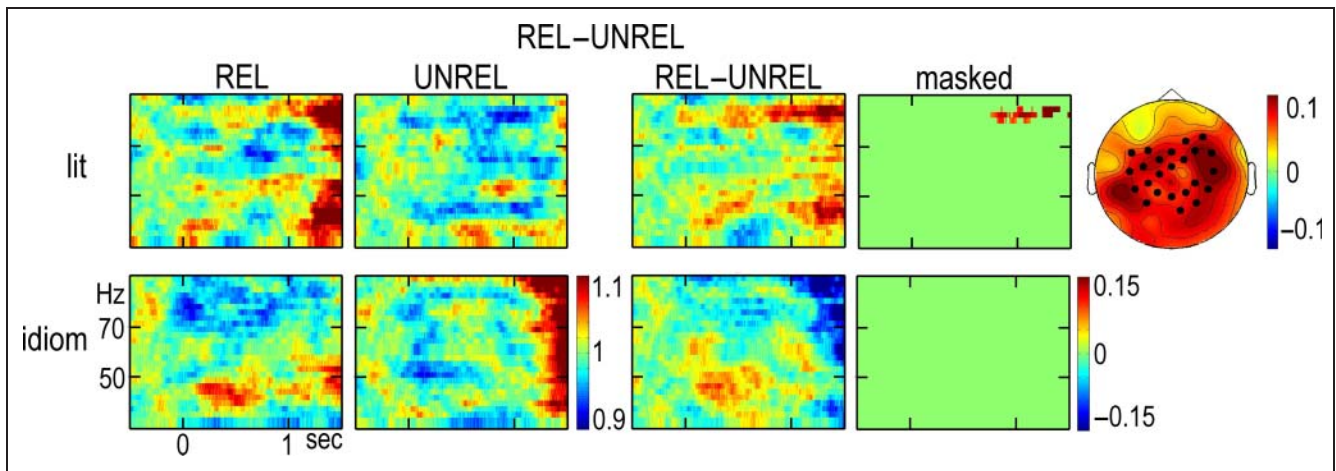 REL–UNREL
REL UNREL REL–UNREL masked
lit
0.1
0
–0.1
idiom
Hz
70
50
0 1 sec
1.1
1
0.9
0.15
0
–0.15